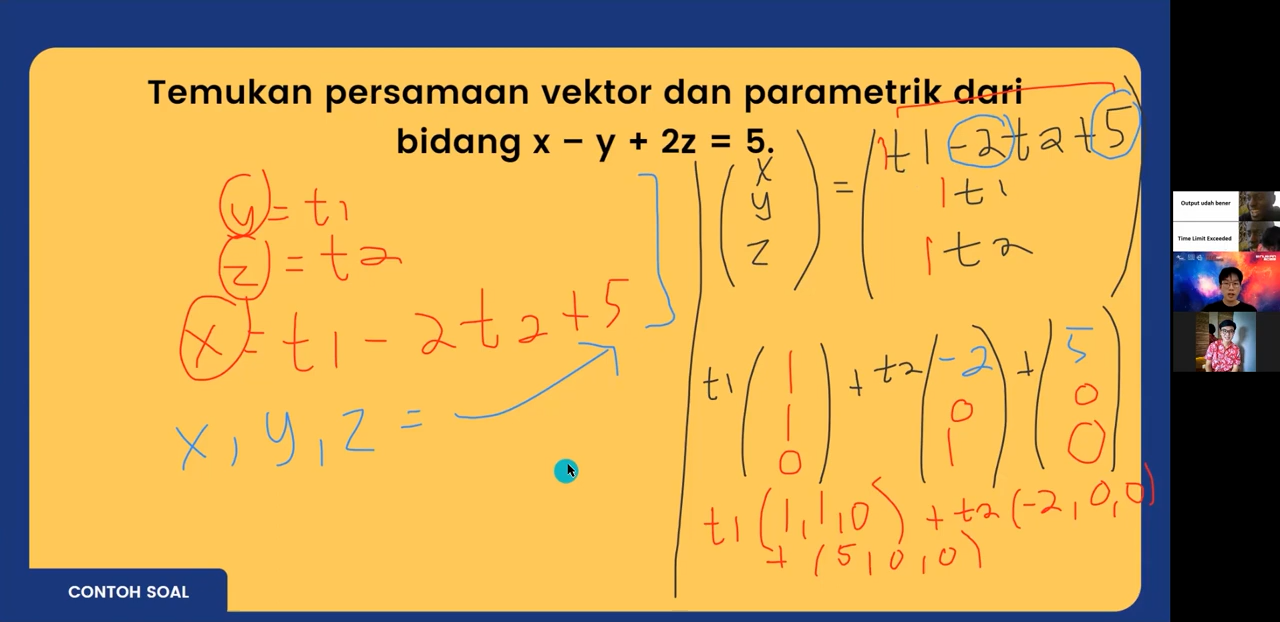 Temukan persamaan vektor dan parametrik dari
bidang x – y + 2z = 5.
y = t1
z = t2
x = t1 - 2t2 + 5
x, y, z =
x
y
z
=
1t1 -2t2 +5
1t1
1t2
t1
1
1
0
+ t2
-2
0
1
+
5
0
0
t1 (1, 1, 0) + t2 (-2, 0, 0)
+ (5, 0, 0)
CONTOH SOAL
Output udah bener
Time Limit Exceeded